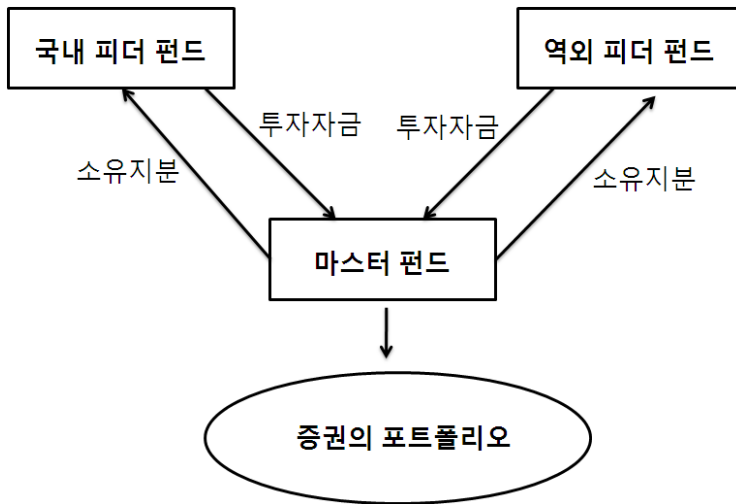 국내 피더 펀드
역외 피더 펀드
투자자금
투자자금
소유지분
소유지분
마스터 펀드
증권의 포트폴리오